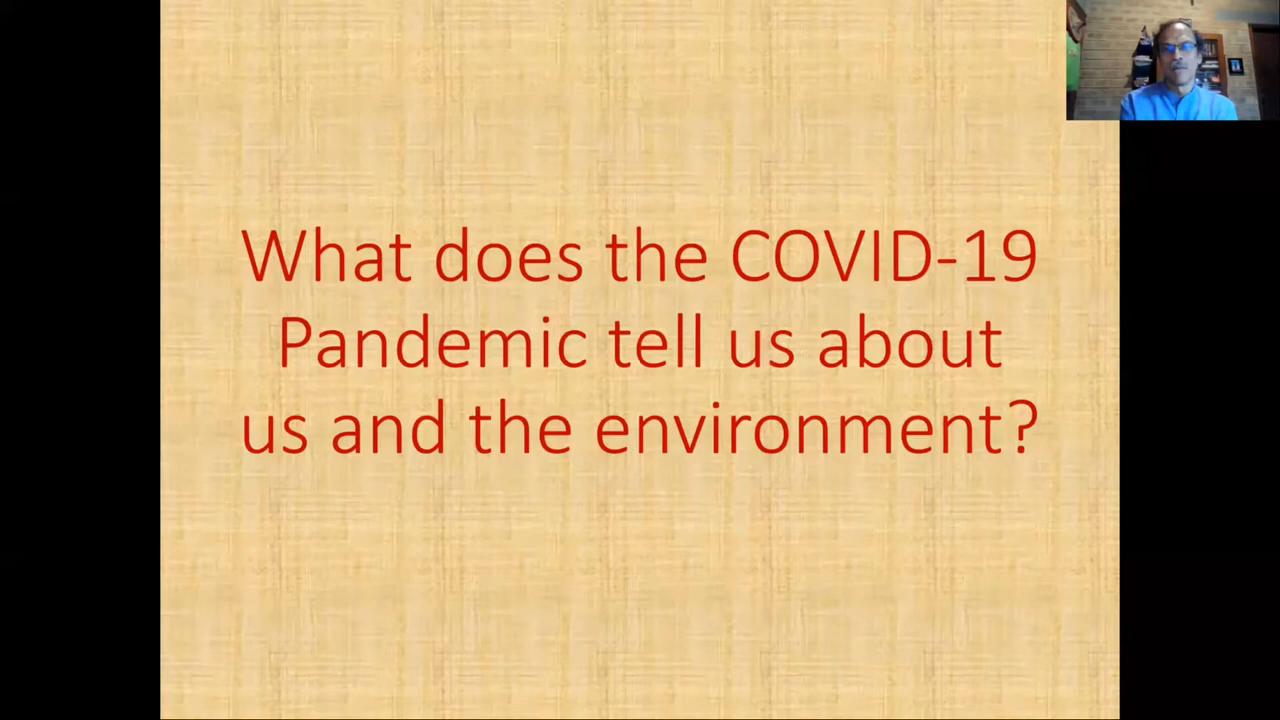 What does the COVID-19
Pandemic tell us about
us and the environment?